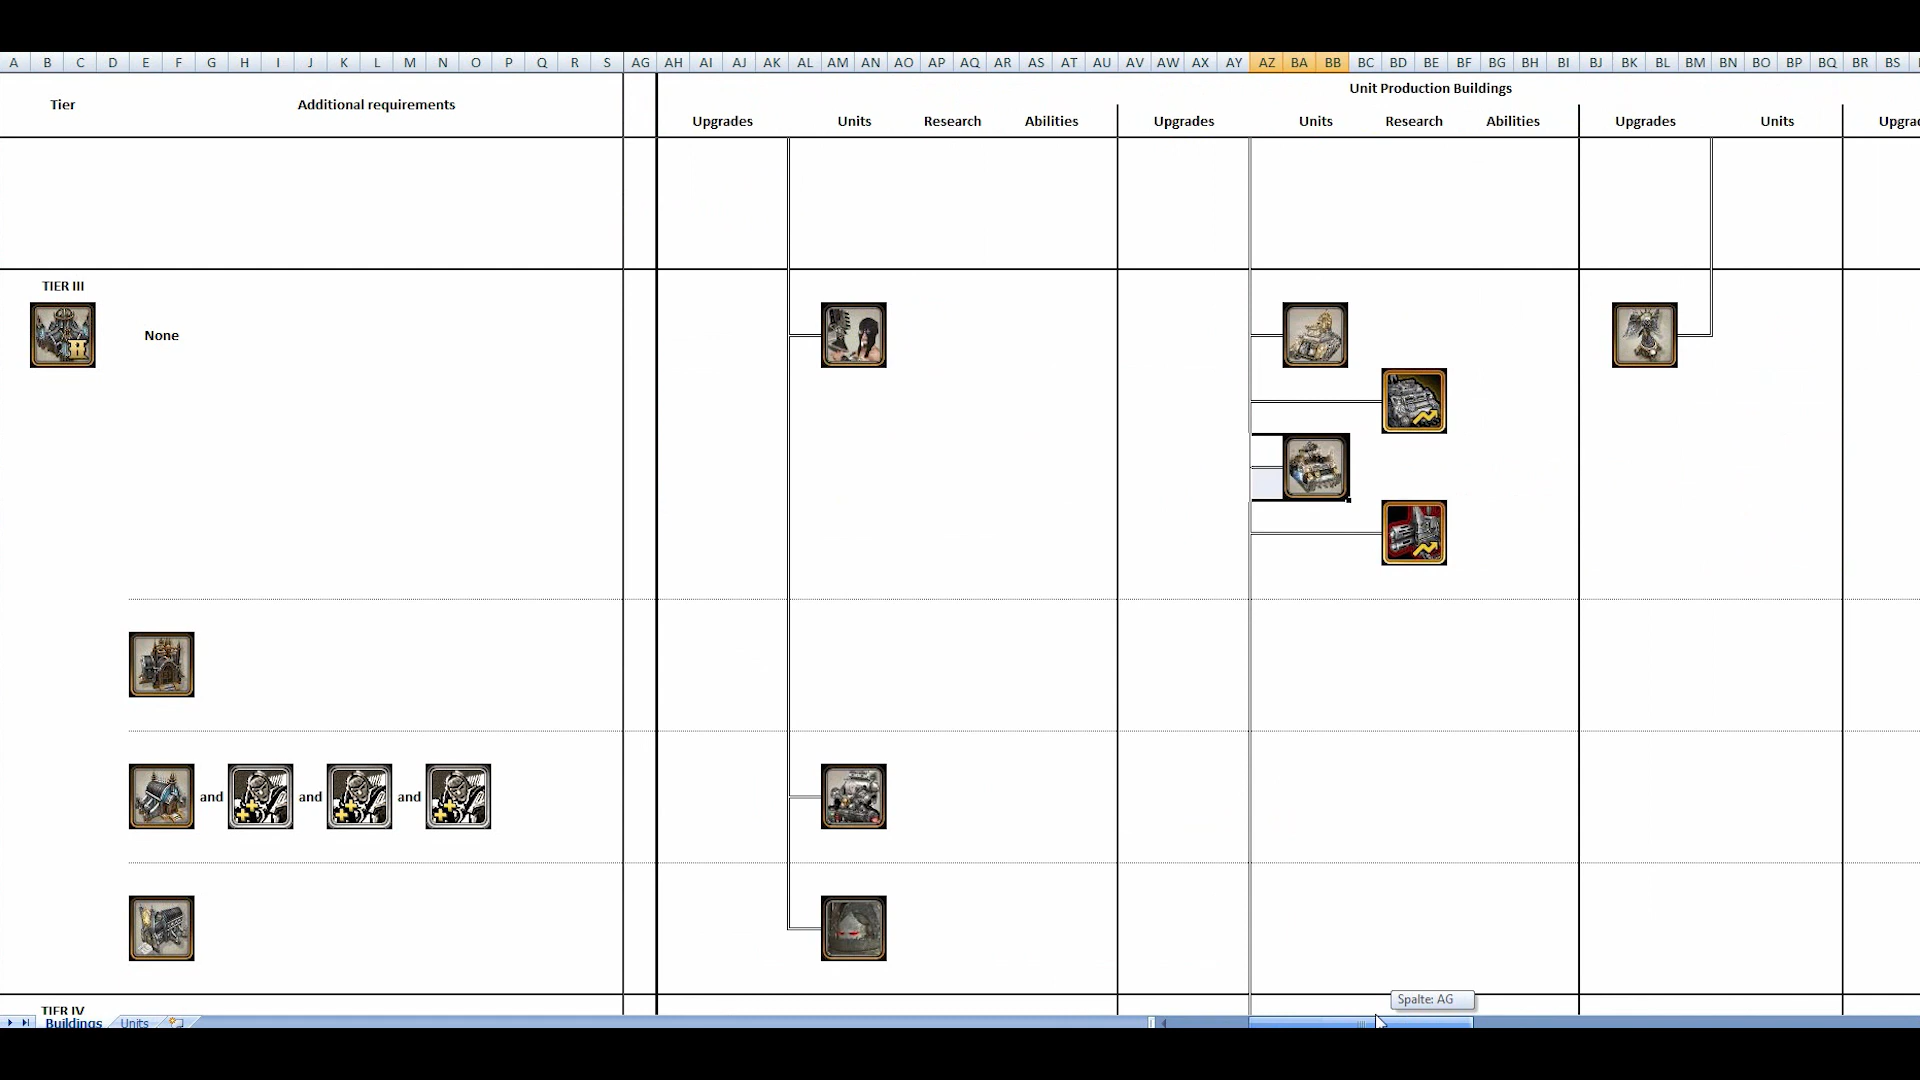 A B C D E F G H I J K L M N O P Q R S AG AH AI AJ AK AL AM AN AO AP AQ AR AS AT AU AV AW AX AY AZ BA BB BC BD BE BF BG BH BI BJ BK BL BM BN BO BP BQ BR BS
Unit Production Buildings
Tier Additional requirements
Upgrades Units Research Abilities Upgrades Units Research Abilities Upgrades Units Upgra
TIER III
None
and and and
Spalte: AG
TIER IV
Buildings Units